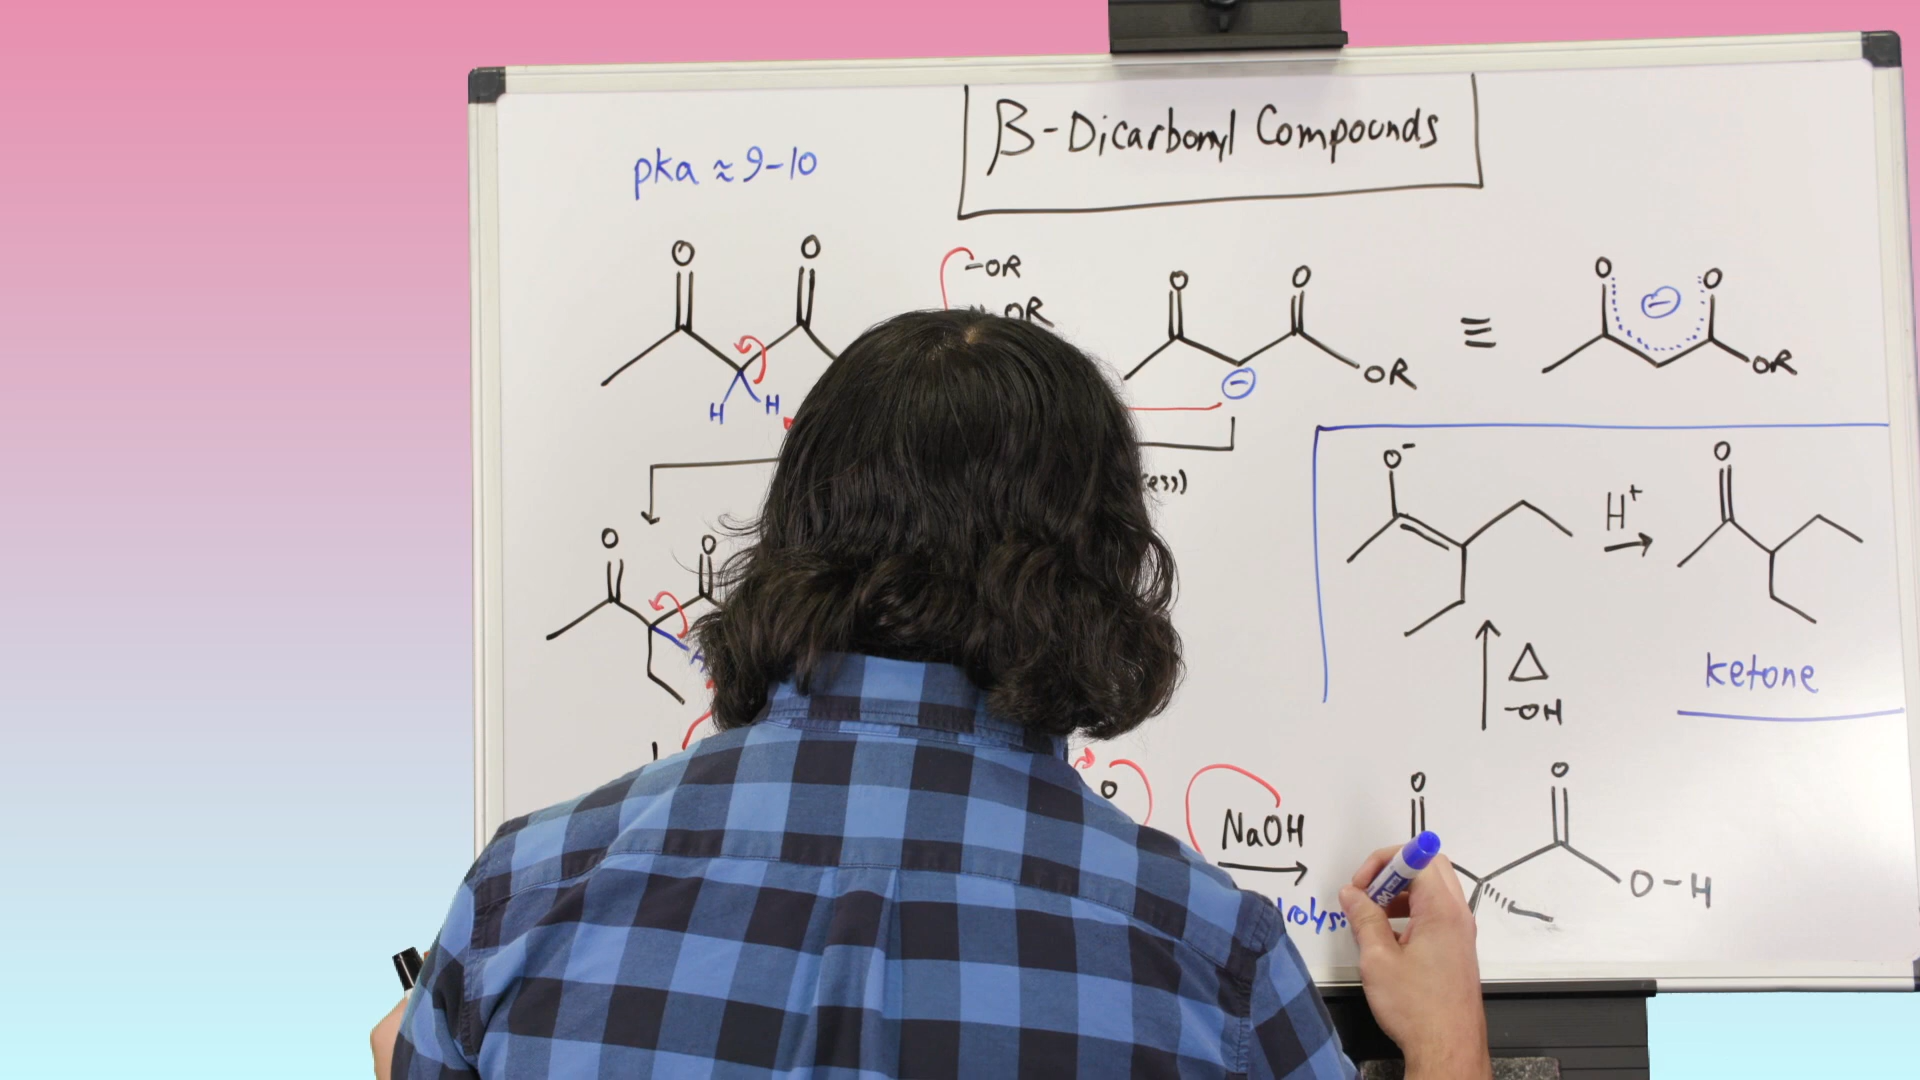 β-Dicarbonyl Compounds
pka ≈ 9-10
O O
H H
-OR
OR
O O
⊖
OR
≡
O O
⊖
OR
O O
O⁻
H⁺
O
ketone
Δ
-OH
O
NaOH
O O
O-H